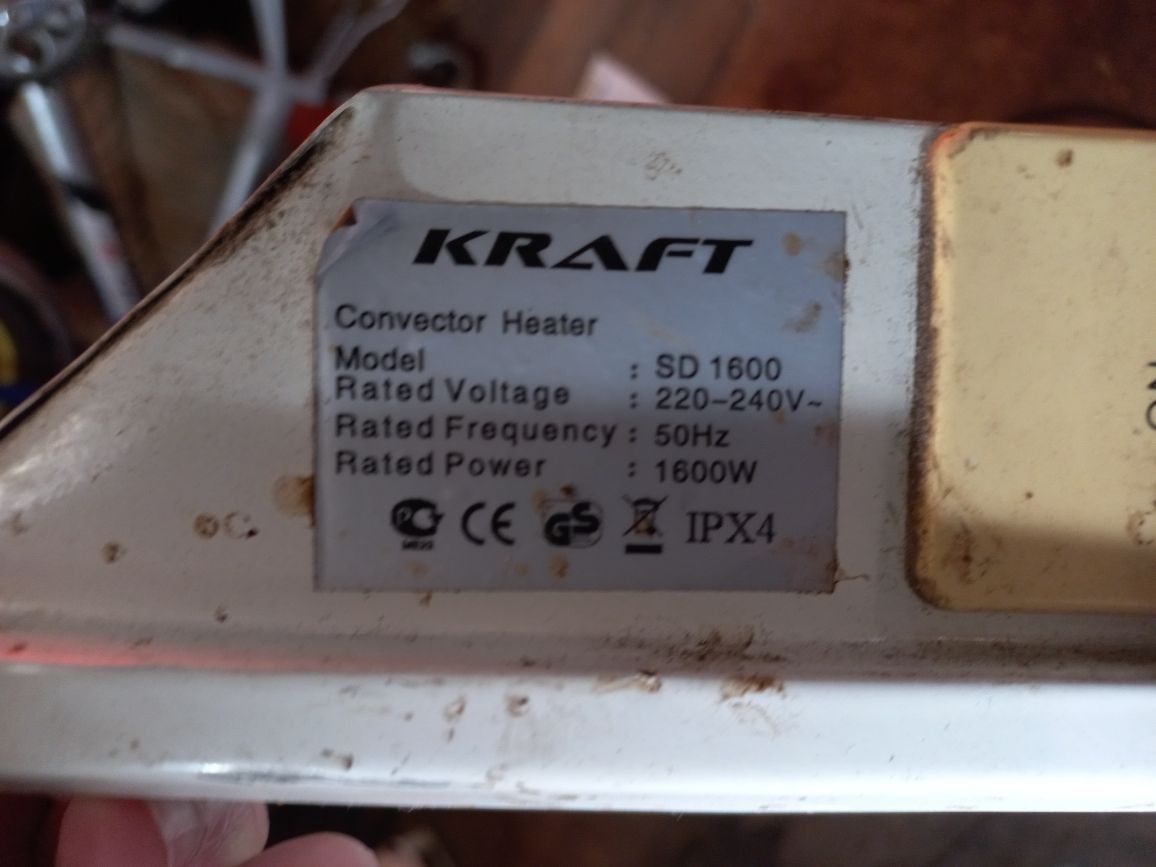 KRAFT
Convector Heater
Model : SD 1600
Rated Voltage : 220-240V~
Rated Frequency : 50Hz
Rated Power : 1600W
CE GS IPX4
ON